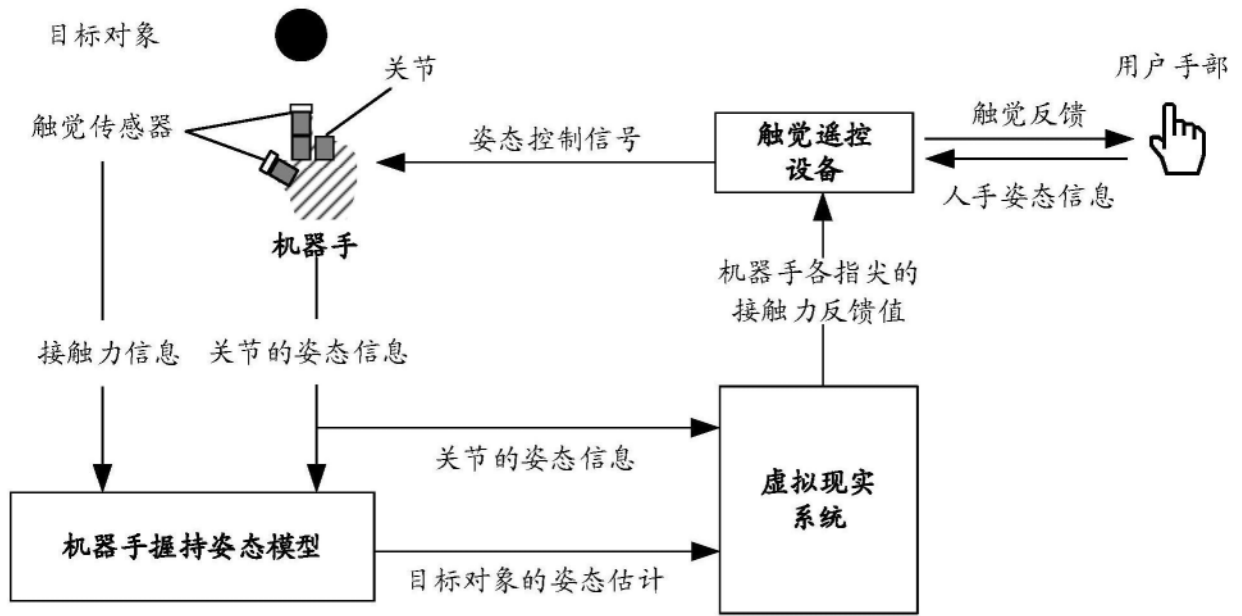 目标对象
关节
用户手部
触觉传感器
姿态控制信号
触觉遥控
设备
触觉反馈
人手姿态信息
机器手
机器手各指尖的
接触力反馈值
接触力信息
关节的姿态信息
关节的姿态信息
虚拟现实
系统
机器手握持姿态模型
目标对象的姿态估计